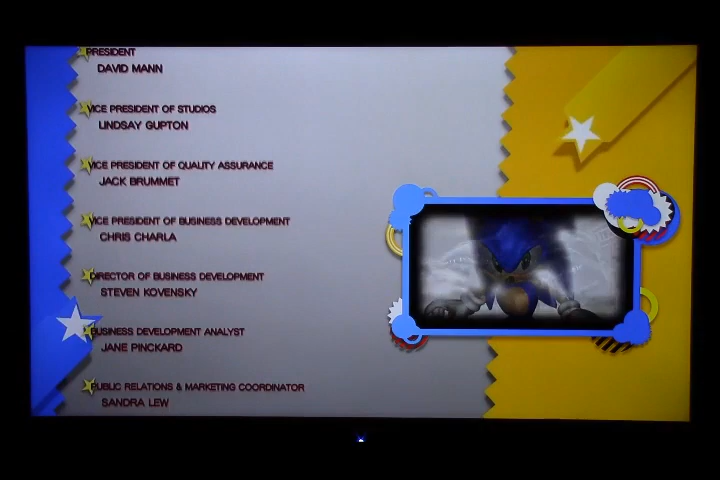 PRESIDENT
DAVID MANN
VICE PRESIDENT OF STUDIOS
LINDSAY GUPTON
VICE PRESIDENT OF QUALITY ASSURANCE
JACK BRUMMET
VICE PRESIDENT OF BUSINESS DEVELOPMENT
CHRIS CHARLA
DIRECTOR OF BUSINESS DEVELOPMENT
STEVEN KOVENSKY
BUSINESS DEVELOPMENT ANALYST
JANE PINCKARD
PUBLIC RELATIONS & MARKETING COORDINATOR
SANDRA LEW